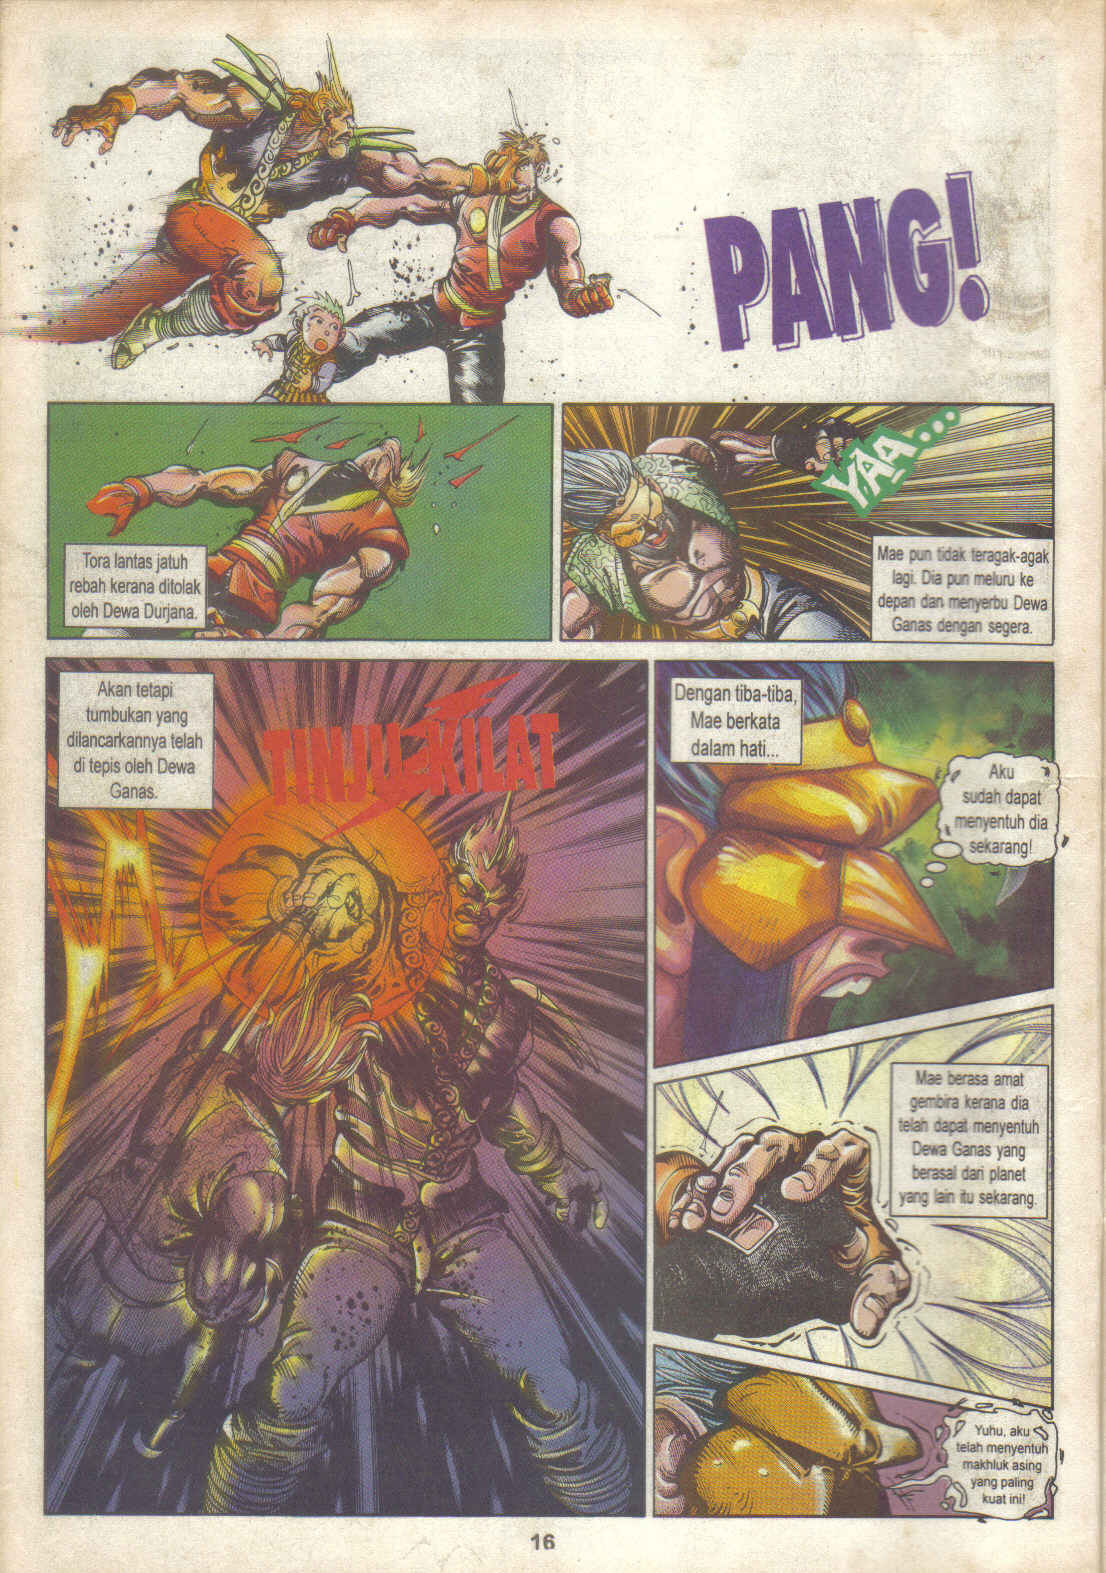 PANG!
Tora lantas jatuh
rebah kerana ditolak
oleh Dewa Durjana.
YAA...
Mae pun tidak teragak-agak
lagi. Dia pun meluru ke
depan dan menyerbu Dewa
Ganas dengan segera.
Akan tetapi
tumbukan yang
dilancarkannya telah
di tepis oleh Dewa
Ganas.
TINJU KILAT
Dengan tiba-tiba,
Mae berkata
dalam hati...
Aku
sudah dapat
menyentuh dia
sekarang!
Mae berasa amat
gembira kerana dia
telah dapat menyentuh
Dewa Ganas yang
berasal dari planet
yang lain itu sekarang.
Yuhu, aku
telah menyentuh
makhluk asing
yang paling
kuat ini!
16